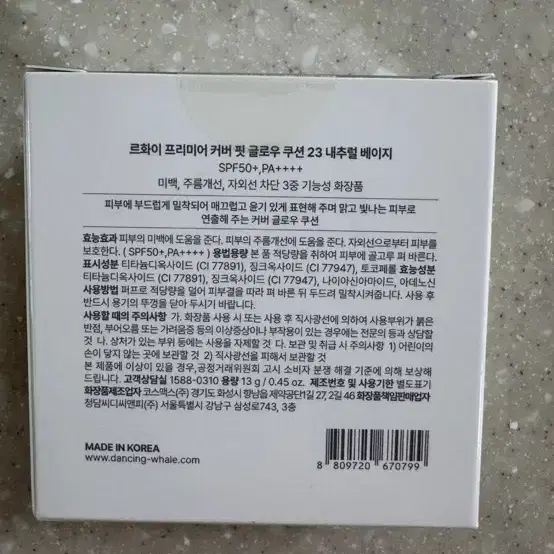 르화이 프리미어 커버 핏 글로우 쿠션 23 내추럴 베이지
SPF50+,PA++++
미백, 주름개선, 자외선 차단 3중 기능성 화장품
피부에 부드럽게 밀착되어 매끄럽고 윤기 있게 표현해 주며 맑고 빛나는 피부로
연출해 주는 커버 글로우 쿠션
효능효과 피부의 미백에 도움을 준다. 피부의 주름개선에 도움을 준다. 자외선으로부터 피부를
보호한다. ( SPF50+,PA++++ ) 용법용량 본 품 적당량을 취하여 피부에 골고루 펴 바른다.
표시성분 티타늄디옥사이드 (CI 77891), 징크옥사이드 (CI 77947), 토코페롤 효능성분
티타늄디옥사이드 (CI 77891), 징크옥사이드 (CI 77947), 나이아신아마이드, 아데노신
사용방법 퍼프로 적당량을 덜어 피부결을 따라 펴 바른 뒤 두드려 밀착시켜줍니다. 사용 후
반드시 용기의 뚜껑을 닫아 두시기 바랍니다.
사용할 때의 주의사항 가. 화장품 사용 시 또는 사용 후 직사광선에 의하여 사용부위가 붉은
반점, 부어오름 또는 가려움증 등의 이상증상이나 부작용이 있는 경우에는 전문의 등과 상담할
것 나. 상처가 있는 부위 등에는 사용을 자제할 것 다. 보관 및 취급 시 주의사항 1) 어린이의
손이 닿지 않는 곳에 보관할 것 2) 직사광선을 피해서 보관할 것
본 제품에 이상이 있을 경우, 공정거래위원회 고시 소비자 분쟁 해결 기준에 의해 보상해
드립니다. 고객상담실 1588-0310 용량 13 g / 0.45 oz. 제조번호 및 사용기한 별도표기
화장품제조업자 코스맥스(주) 경기도 화성시 향남읍 제약공단1길 27, 2길 46 화장품책임판매업자
청담씨디씨앤피(주) 서울특별시 강남구 삼성로743, 3층
MADE IN KOREA
www.dancing-whale.com
8 809720 670799